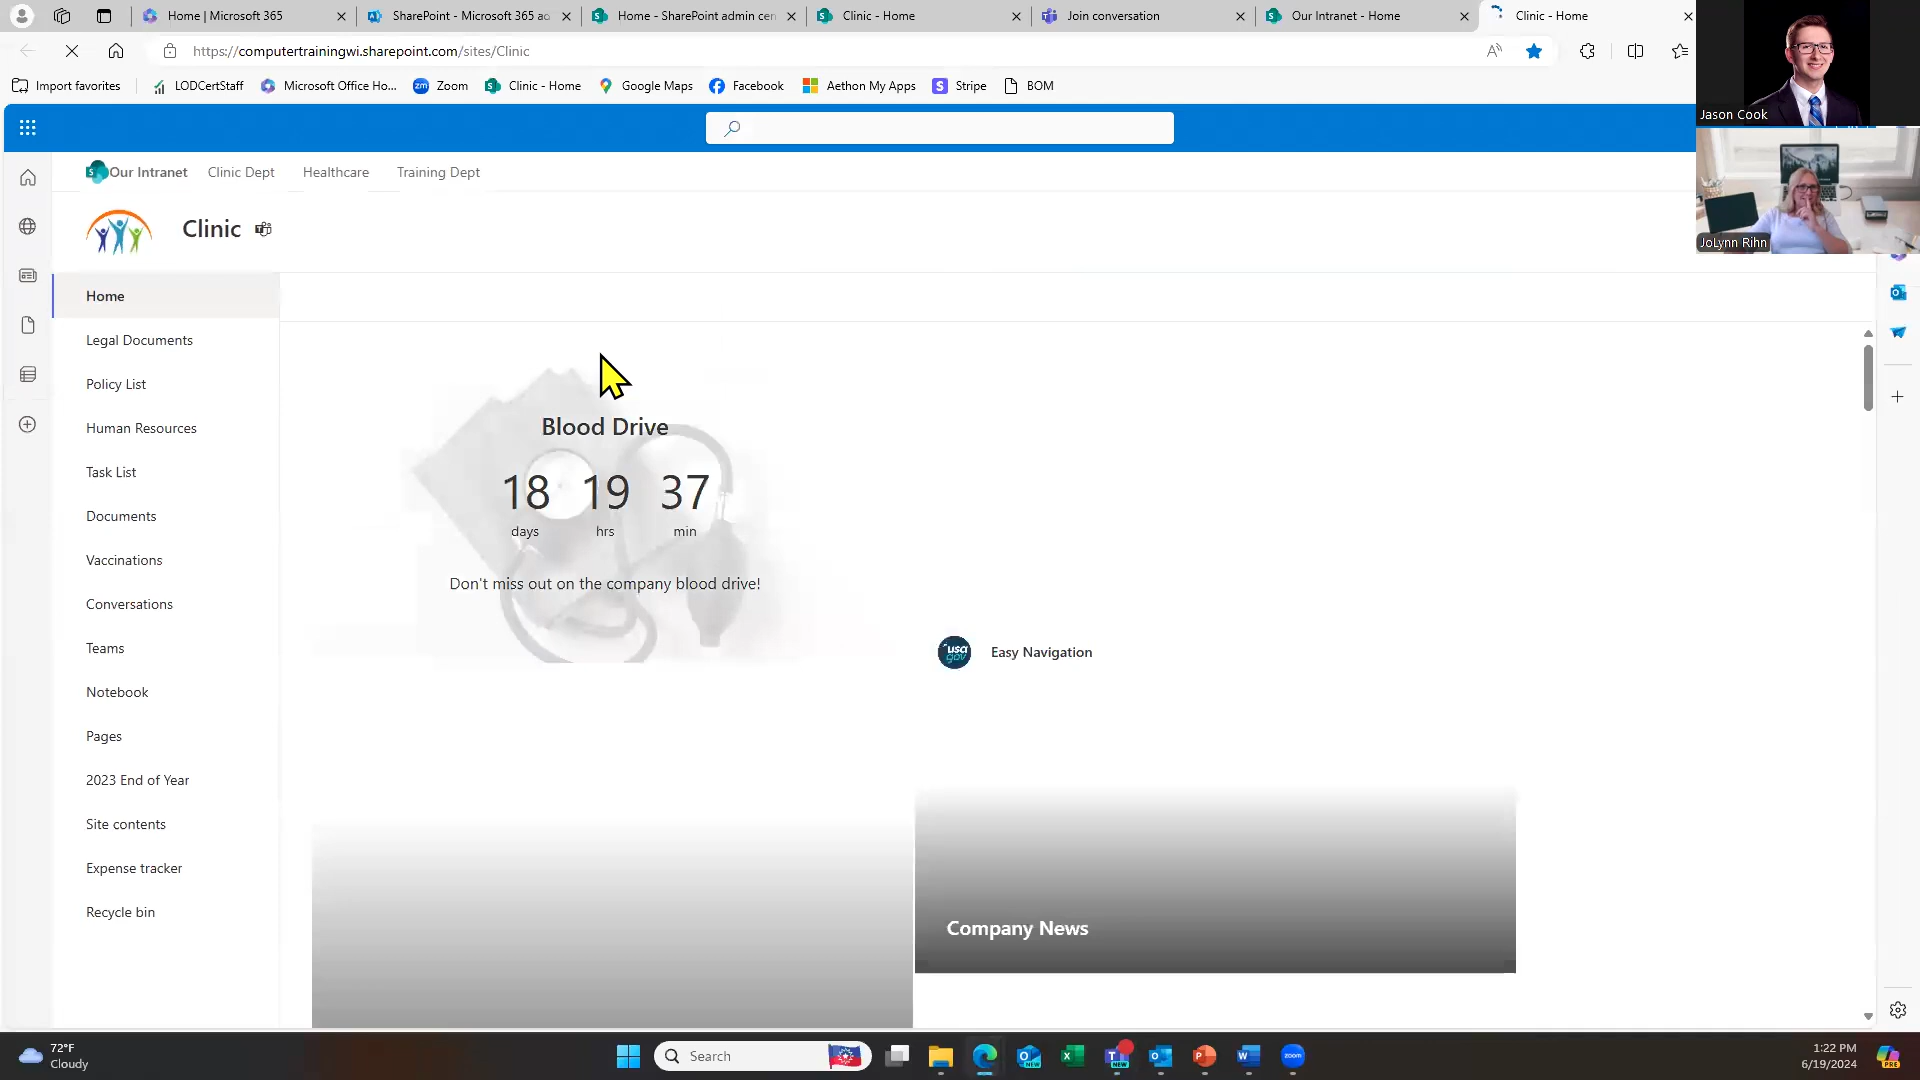 Home | Microsoft 365
SharePoint - Microsoft 365 ad
Home - SharePoint admin cen
Clinic - Home
Join conversation
Our Intranet - Home
Clinic - Home
https://computertrainingwi.sharepoint.com/sites/Clinic
Import favorites
LODCertStaff
Microsoft Office Ho...
Zoom
Clinic - Home
Google Maps
Facebook
Aethon My Apps
Stripe
BOM
Jason Cook
JoLynn Rihn
Our Intranet
Clinic Dept
Healthcare
Training Dept
Clinic
Home
Legal Documents
Policy List
Human Resources
Task List
Documents
Vaccinations
Conversations
Teams
Notebook
Pages
2023 End of Year
Site contents
Expense tracker
Recycle bin
Blood Drive
18 19 37
days hrs min
Don't miss out on the company blood drive!
usa
gov
Easy Navigation
Company News
72°F
Cloudy
Search
1:22 PM
6/19/2024